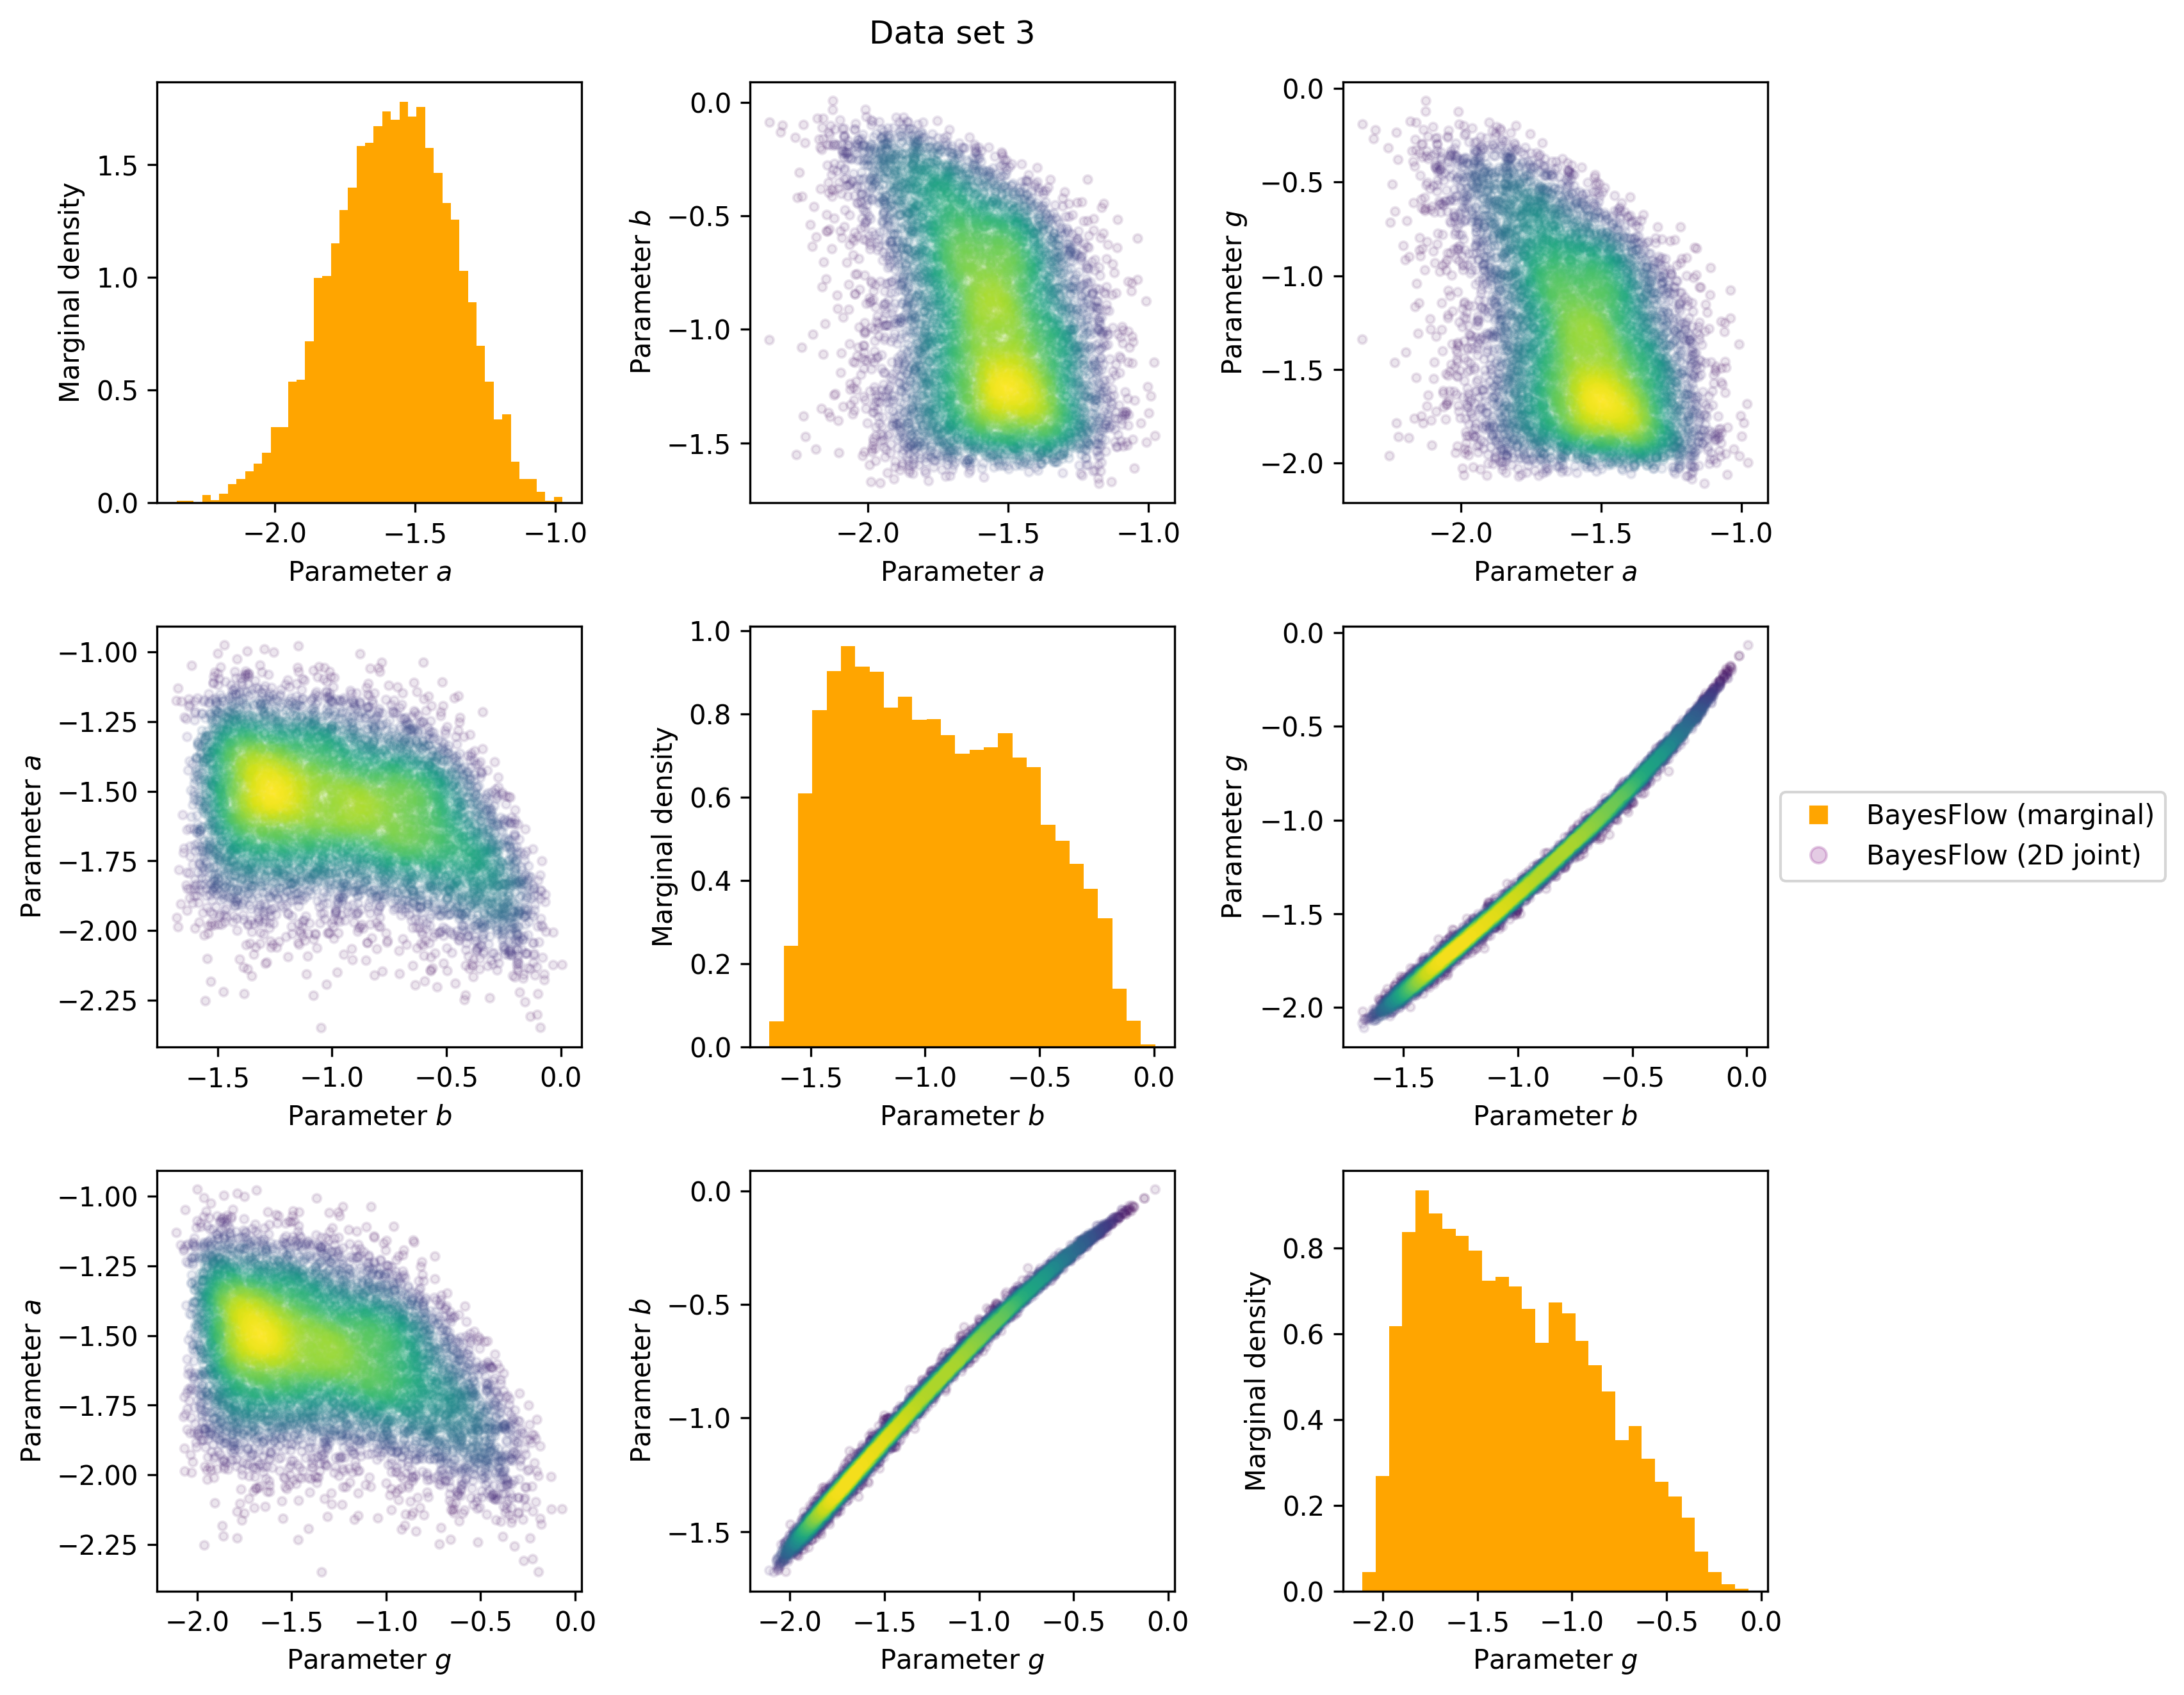 Data set 3
Marginal density
0.0
0.5
1.0
1.5
−2.0 −1.5 −1.0
Parameter a
Parameter b
0.0
−0.5
−1.0
−1.5
−2.0 −1.5 −1.0
Parameter a
Parameter g
0.0
−0.5
−1.0
−1.5
−2.0
−2.0 −1.5 −1.0
Parameter a
Parameter a
−1.00
−1.25
−1.50
−1.75
−2.00
−2.25
−1.5 −1.0 −0.5 0.0
Parameter b
Marginal density
1.0
0.8
0.6
0.4
0.2
0.0
−1.5 −1.0 −0.5 0.0
Parameter b
Parameter g
0.0
−0.5
−1.0
−1.5
−2.0
−1.5 −1.0 −0.5 0.0
Parameter b
BayesFlow (marginal)
BayesFlow (2D joint)
Parameter a
−1.00
−1.25
−1.50
−1.75
−2.00
−2.25
−2.0 −1.5 −1.0 −0.5 0.0
Parameter g
Parameter b
0.0
−0.5
−1.0
−1.5
−2.0 −1.5 −1.0 −0.5 0.0
Parameter g
Marginal density
0.8
0.6
0.4
0.2
0.0
−2.0 −1.5 −1.0 −0.5 0.0
Parameter g